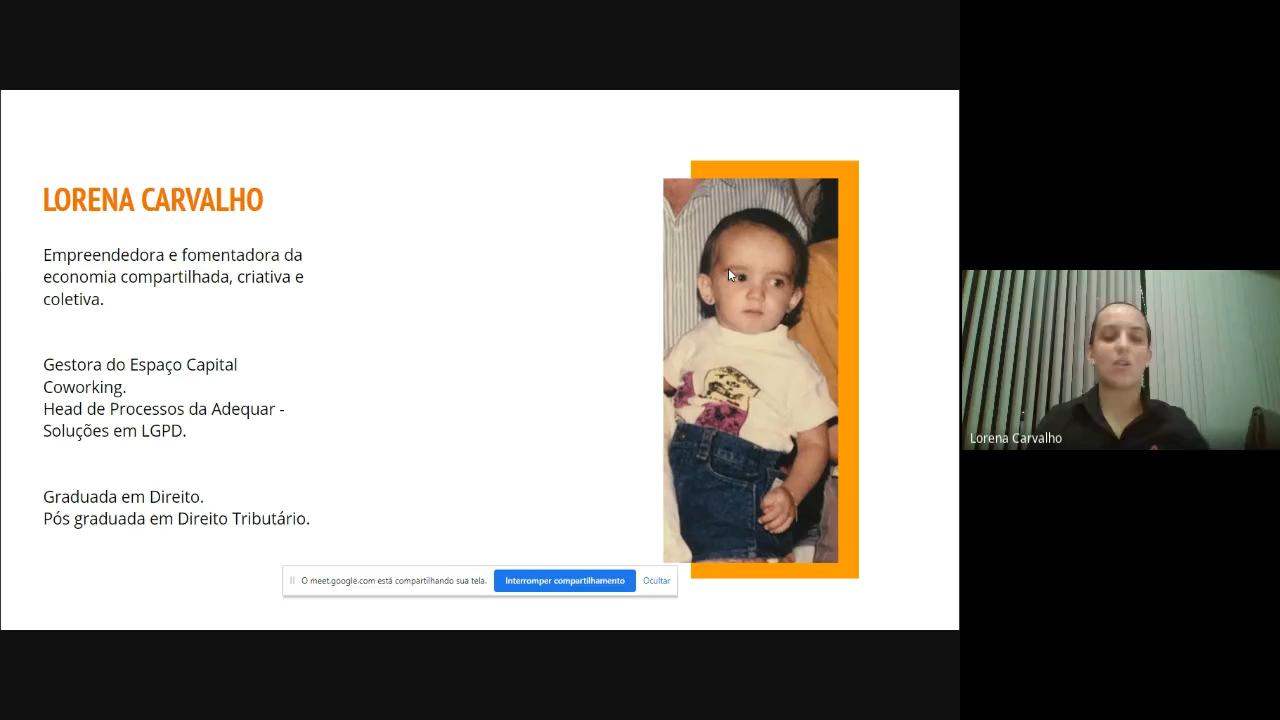 LORENA CARVALHO
Empreendedora e fomentadora da
economia compartilhada, criativa e
coletiva.
Gestora do Espaço Capital
Coworking.
Head de Processos da Adequar -
Soluções em LGPD.
Graduada em Direito.
Pós graduada em Direito Tributário.
O meet.google.com está compartilhando sua tela. Interromper compartilhamento Ocultar
Lorena Carvalho